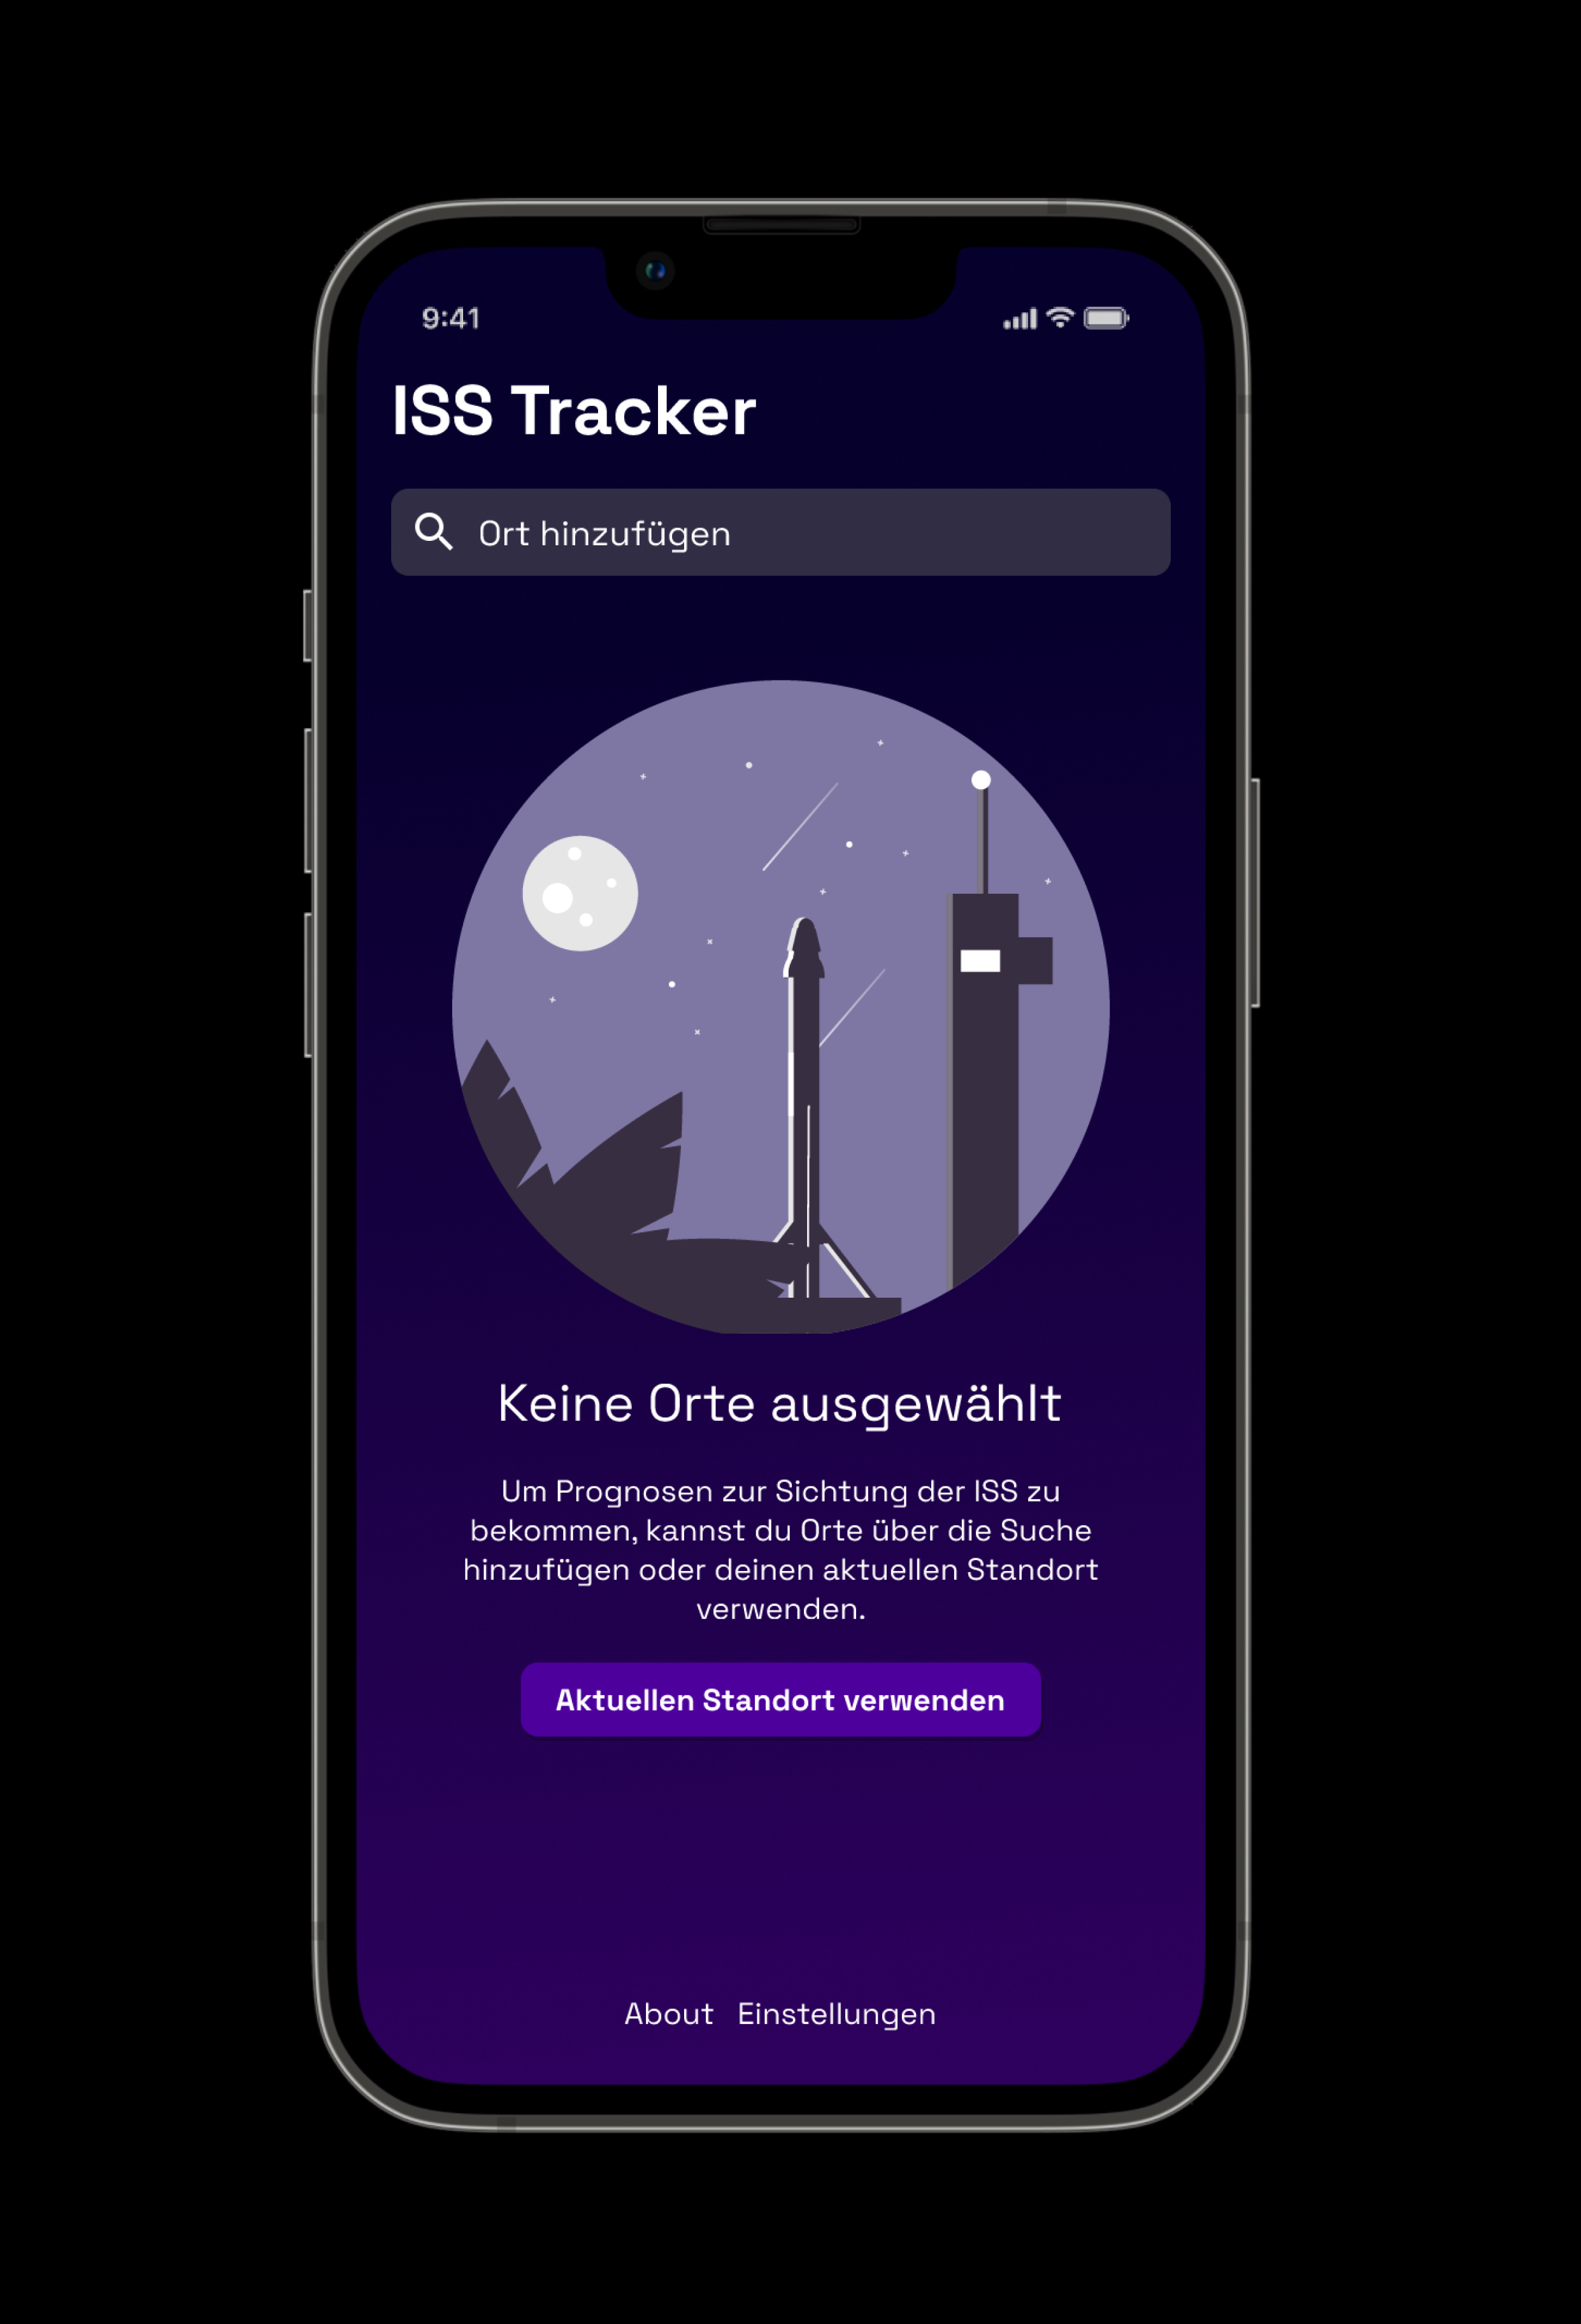 9:41
ISS Tracker
Ort hinzufügen
Keine Orte ausgewählt
Um Prognosen zur Sichtung der ISS zu
bekommen, kannst du Orte über die Suche
hinzufügen oder deinen aktuellen Standort
verwenden.
Aktuellen Standort verwenden
About Einstellungen